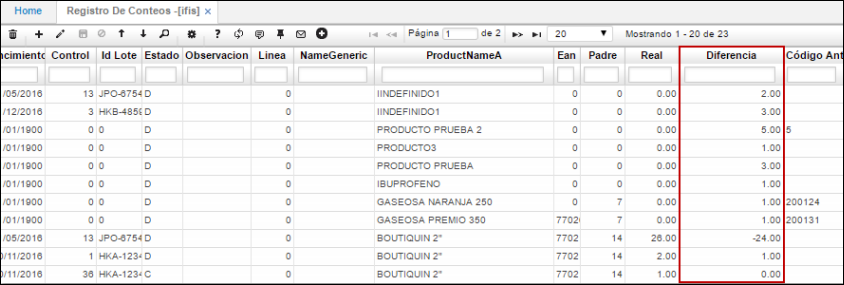 Home Registro De Conteos -[ifis] ×
Página 1 de 2 20 Mostrando 1 - 20 de 23
ncimiento Control Id Lote Estado Observacion Linea NameGeneric ProductNameA Ean Padre Real Diferencia Código Ant
/05/2016 13 JPO-6754 D 0 IINDEFINIDO1 0 0 0.00 2.00
/12/2016 3 HKB-4859 D 0 IINDEFINIDO1 0 0 0.00 3.00
/01/1900 0 0 D 0 PRODUCTO PRUEBA 2 0 0 0.00 5.00 5
/01/1900 0 0 D 0 PRODUCTO3 0 0 0.00 1.00
/01/1900 0 0 D 0 PRODUCTO PRUEBA 0 0 0.00 3.00
/01/1900 0 0 D 0 IBUPROFENO 0 0 0.00 1.00
/01/1900 0 0 D 0 GASEOSA NARANJA 250 0 7 0.00 1.00 200124
/01/1900 0 0 D 0 GASEOSA PREMIO 350 7702 7 0.00 1.00 200131
/05/2016 13 JPO-6754 D 0 BOUTIQUIN 2" 7702 14 26.00 -24.00
0/11/2016 1 HKA-1234 D 0 BOUTIQUIN 2" 7702 14 2.00 1.00
0/11/2016 36 HKA-1234 C 0 BOUTIQUIN 2" 7702 14 1.00 0.00